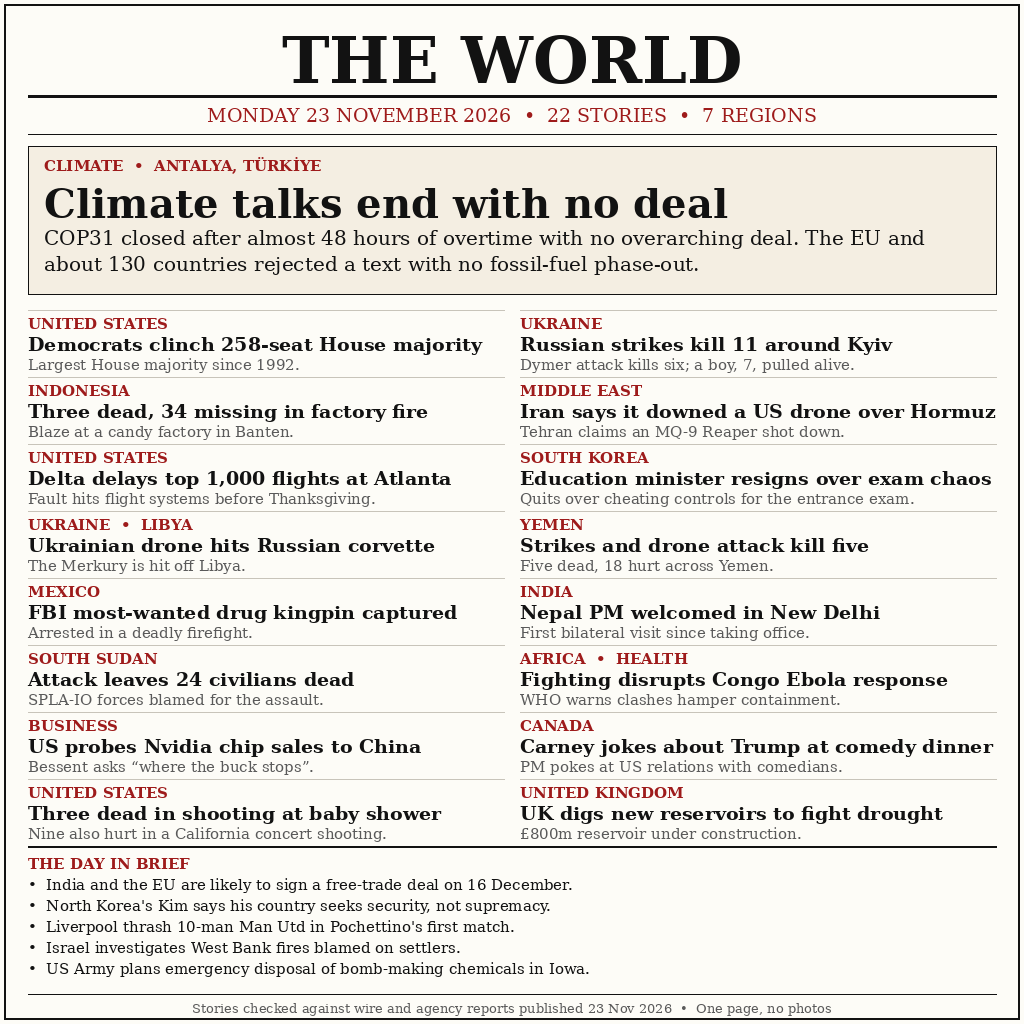 THE WORLD
MONDAY 23 NOVEMBER 2026 • 22 STORIES • 7 REGIONS
CLIMATE • ANTALYA, TÜRKİYE
Climate talks end with no deal
COP31 closed after almost 48 hours of overtime with no overarching deal. The EU and
about 130 countries rejected a text with no fossil-fuel phase-out.
UNITED STATES
Democrats clinch 258-seat House majority
Largest House majority since 1992.
UKRAINE
Russian strikes kill 11 around Kyiv
Dymer attack kills six; a boy, 7, pulled alive.
INDONESIA
Three dead, 34 missing in factory fire
Blaze at a candy factory in Banten.
MIDDLE EAST
Iran says it downed a US drone over Hormuz
Tehran claims an MQ-9 Reaper shot down.
UNITED STATES
Delta delays top 1,000 flights at Atlanta
Fault hits flight systems before Thanksgiving.
SOUTH KOREA
Education minister resigns over exam chaos
Quits over cheating controls for the entrance exam.
UKRAINE • LIBYA
Ukrainian drone hits Russian corvette
The Merkury is hit off Libya.
YEMEN
Strikes and drone attack kill five
Five dead, 18 hurt across Yemen.
MEXICO
FBI most-wanted drug kingpin captured
Arrested in a deadly firefight.
INDIA
Nepal PM welcomed in New Delhi
First bilateral visit since taking office.
SOUTH SUDAN
Attack leaves 24 civilians dead
SPLA-IO forces blamed for the assault.
AFRICA • HEALTH
Fighting disrupts Congo Ebola response
WHO warns clashes hamper containment.
BUSINESS
US probes Nvidia chip sales to China
Bessent asks “where the buck stops”.
CANADA
Carney jokes about Trump at comedy dinner
PM pokes at US relations with comedians.
UNITED STATES
Three dead in shooting at baby shower
Nine also hurt in a California concert shooting.
UNITED KINGDOM
UK digs new reservoirs to fight drought
£800m reservoir under construction.
THE DAY IN BRIEF
• India and the EU are likely to sign a free-trade deal on 16 December.
• North Korea's Kim says his country seeks security, not supremacy.
• Liverpool thrash 10-man Man Utd in Pochettino's first match.
• Israel investigates West Bank fires blamed on settlers.
• US Army plans emergency disposal of bomb-making chemicals in Iowa.
Stories checked against wire and agency reports published 23 Nov 2026 • One page, no photos